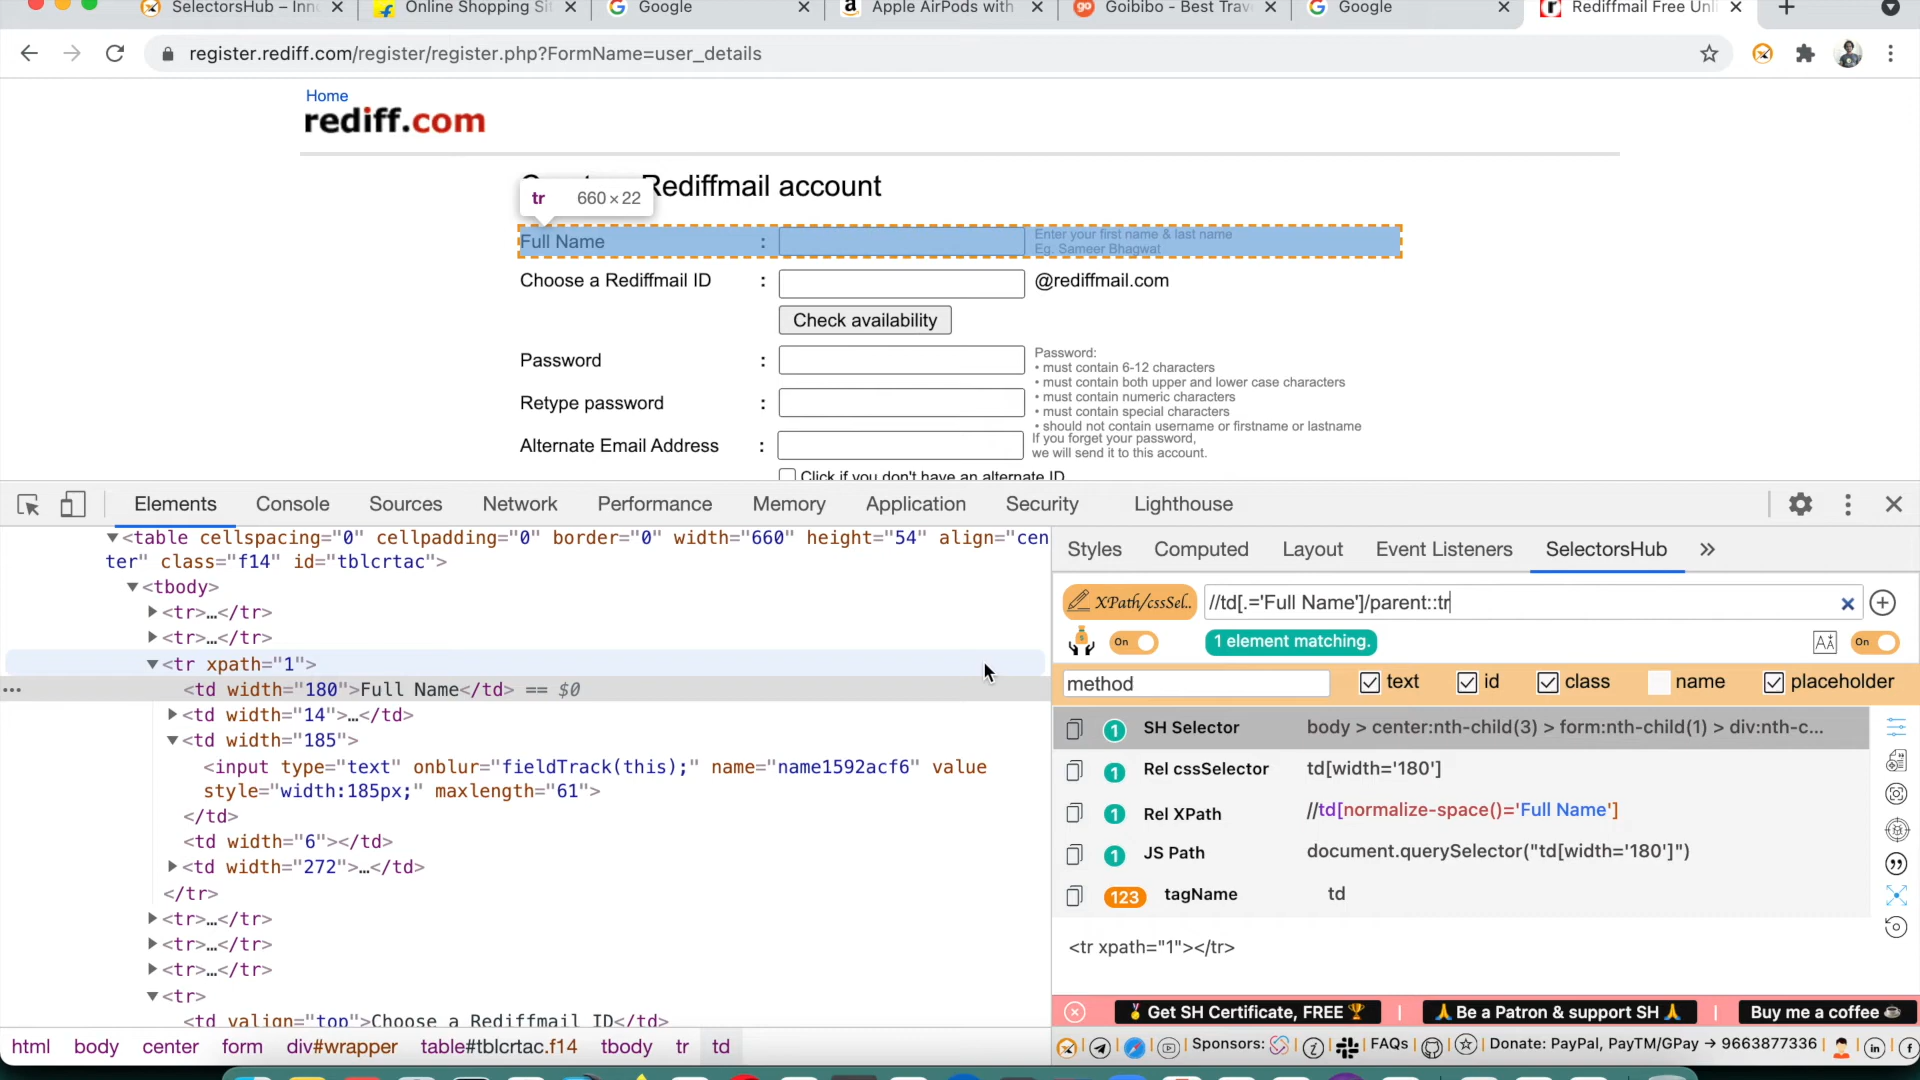 SelectorsHub – Inno
Online Shopping Sit
Google
Apple AirPods with
Goibibo - Best Trave
Google
Rediffmail Free Unli
register.rediff.com/register/register.php?FormName=user_details
Home
rediff.com
Rediffmail account
tr 660 × 22
Full Name : Enter your first name & last name
Eg. Sameer Bhagwat
Choose a Rediffmail ID : @rediffmail.com
Check availability
Password : Password:
• must contain 6-12 characters
• must contain both upper and lower case characters
Retype password : • must contain numeric characters
• must contain special characters
• should not contain username or firstname or lastname
Alternate Email Address : If you forget your password,
we will send it to this account.
Click if you don't have an alternate ID
Elements Console Sources Network Performance Memory Application Security Lighthouse
▼<table cellspacing="0" cellpadding="0" border="0" width="660" height="54" align="cen
ter" class="f14" id="tblcrtac">
▼<tbody>
▶<tr>…</tr>
▶<tr>…</tr>
▼<tr xpath="1">
… <td width="180">Full Name</td> == $0
▶<td width="14">…</td>
▼<td width="185">
<input type="text" onblur="fieldTrack(this);" name="name1592acf6" value
style="width:185px;" maxlength="61">
</td>
<td width="6"></td>
▶<td width="272">…</td>
</tr>
▶<tr>…</tr>
▶<tr>…</tr>
▶<tr>…</tr>
▼<tr>
<td valign="top">Choose a Rediffmail ID</td>
html body center form div#wrapper table#tblcrtac.f14 tbody tr td
Styles Computed Layout Event Listeners SelectorsHub »
XPath/cssSel.. //td[.='Full Name']/parent::tr
On 1 element matching. On
method text id class name placeholder
1 SH Selector body > center:nth-child(3) > form:nth-child(1) > div:nth-c...
1 Rel cssSelector td[width='180']
1 Rel XPath //td[normalize-space()='Full Name']
1 JS Path document.querySelector("td[width='180']")
123 tagName td
<tr xpath="1"></tr>
Get SH Certificate, FREE | Be a Patron & support SH | Buy me a coffee
Sponsors: | FAQs | Donate: PayPal, PayTM/GPay → 9663877336